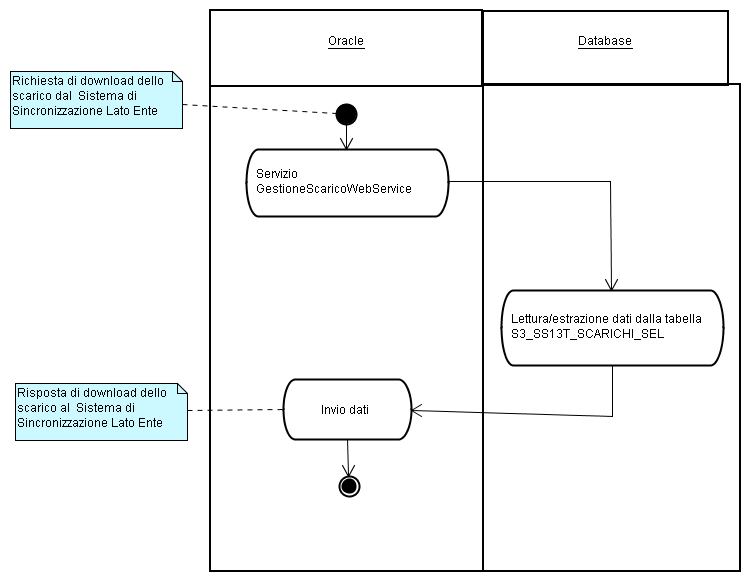 Oracle
Database
Richiesta di download dello
scarico dal Sistema di
Sincronizzazione Lato Ente
Servizio
GestioneScaricoWebService
Lettura/estrazione dati dalla tabella
S3_SS13T_SCARICHI_SEL
Risposta di download dello
scarico al Sistema di
Sincronizzazione Lato Ente
Invio dati